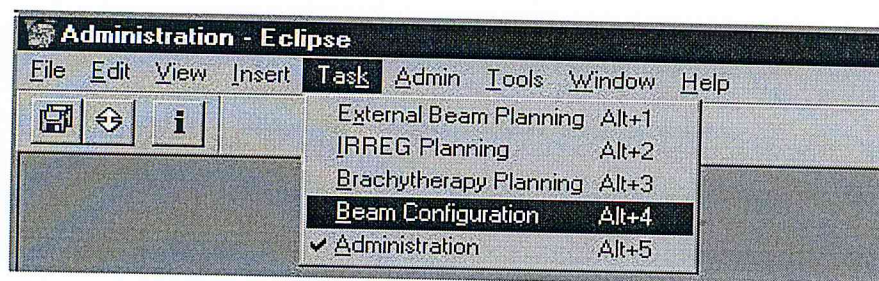 Administration - Eclipse
File Edit View Insert Task Admin Tools Window Help
i
External Beam Planning Alt+1
IRREG Planning Alt+2
Brachytherapy Planning Alt+3
Beam Configuration Alt+4
Administration Alt+5